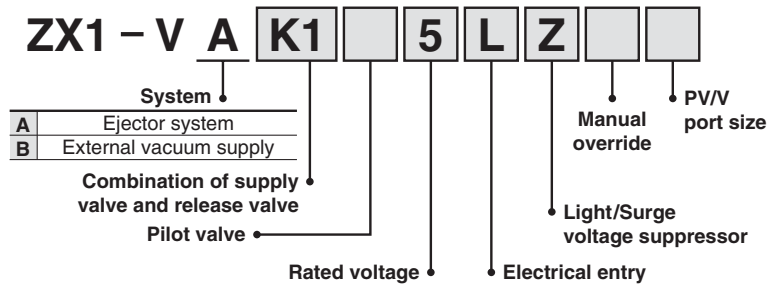 ZX1 – V A K1 5 L Z
System
A Ejector system
B External vacuum supply
Combination of supply
valve and release valve
Pilot valve
Rated voltage
Electrical entry
Light/Surge
voltage suppressor
Manual
override
PV/V
port size